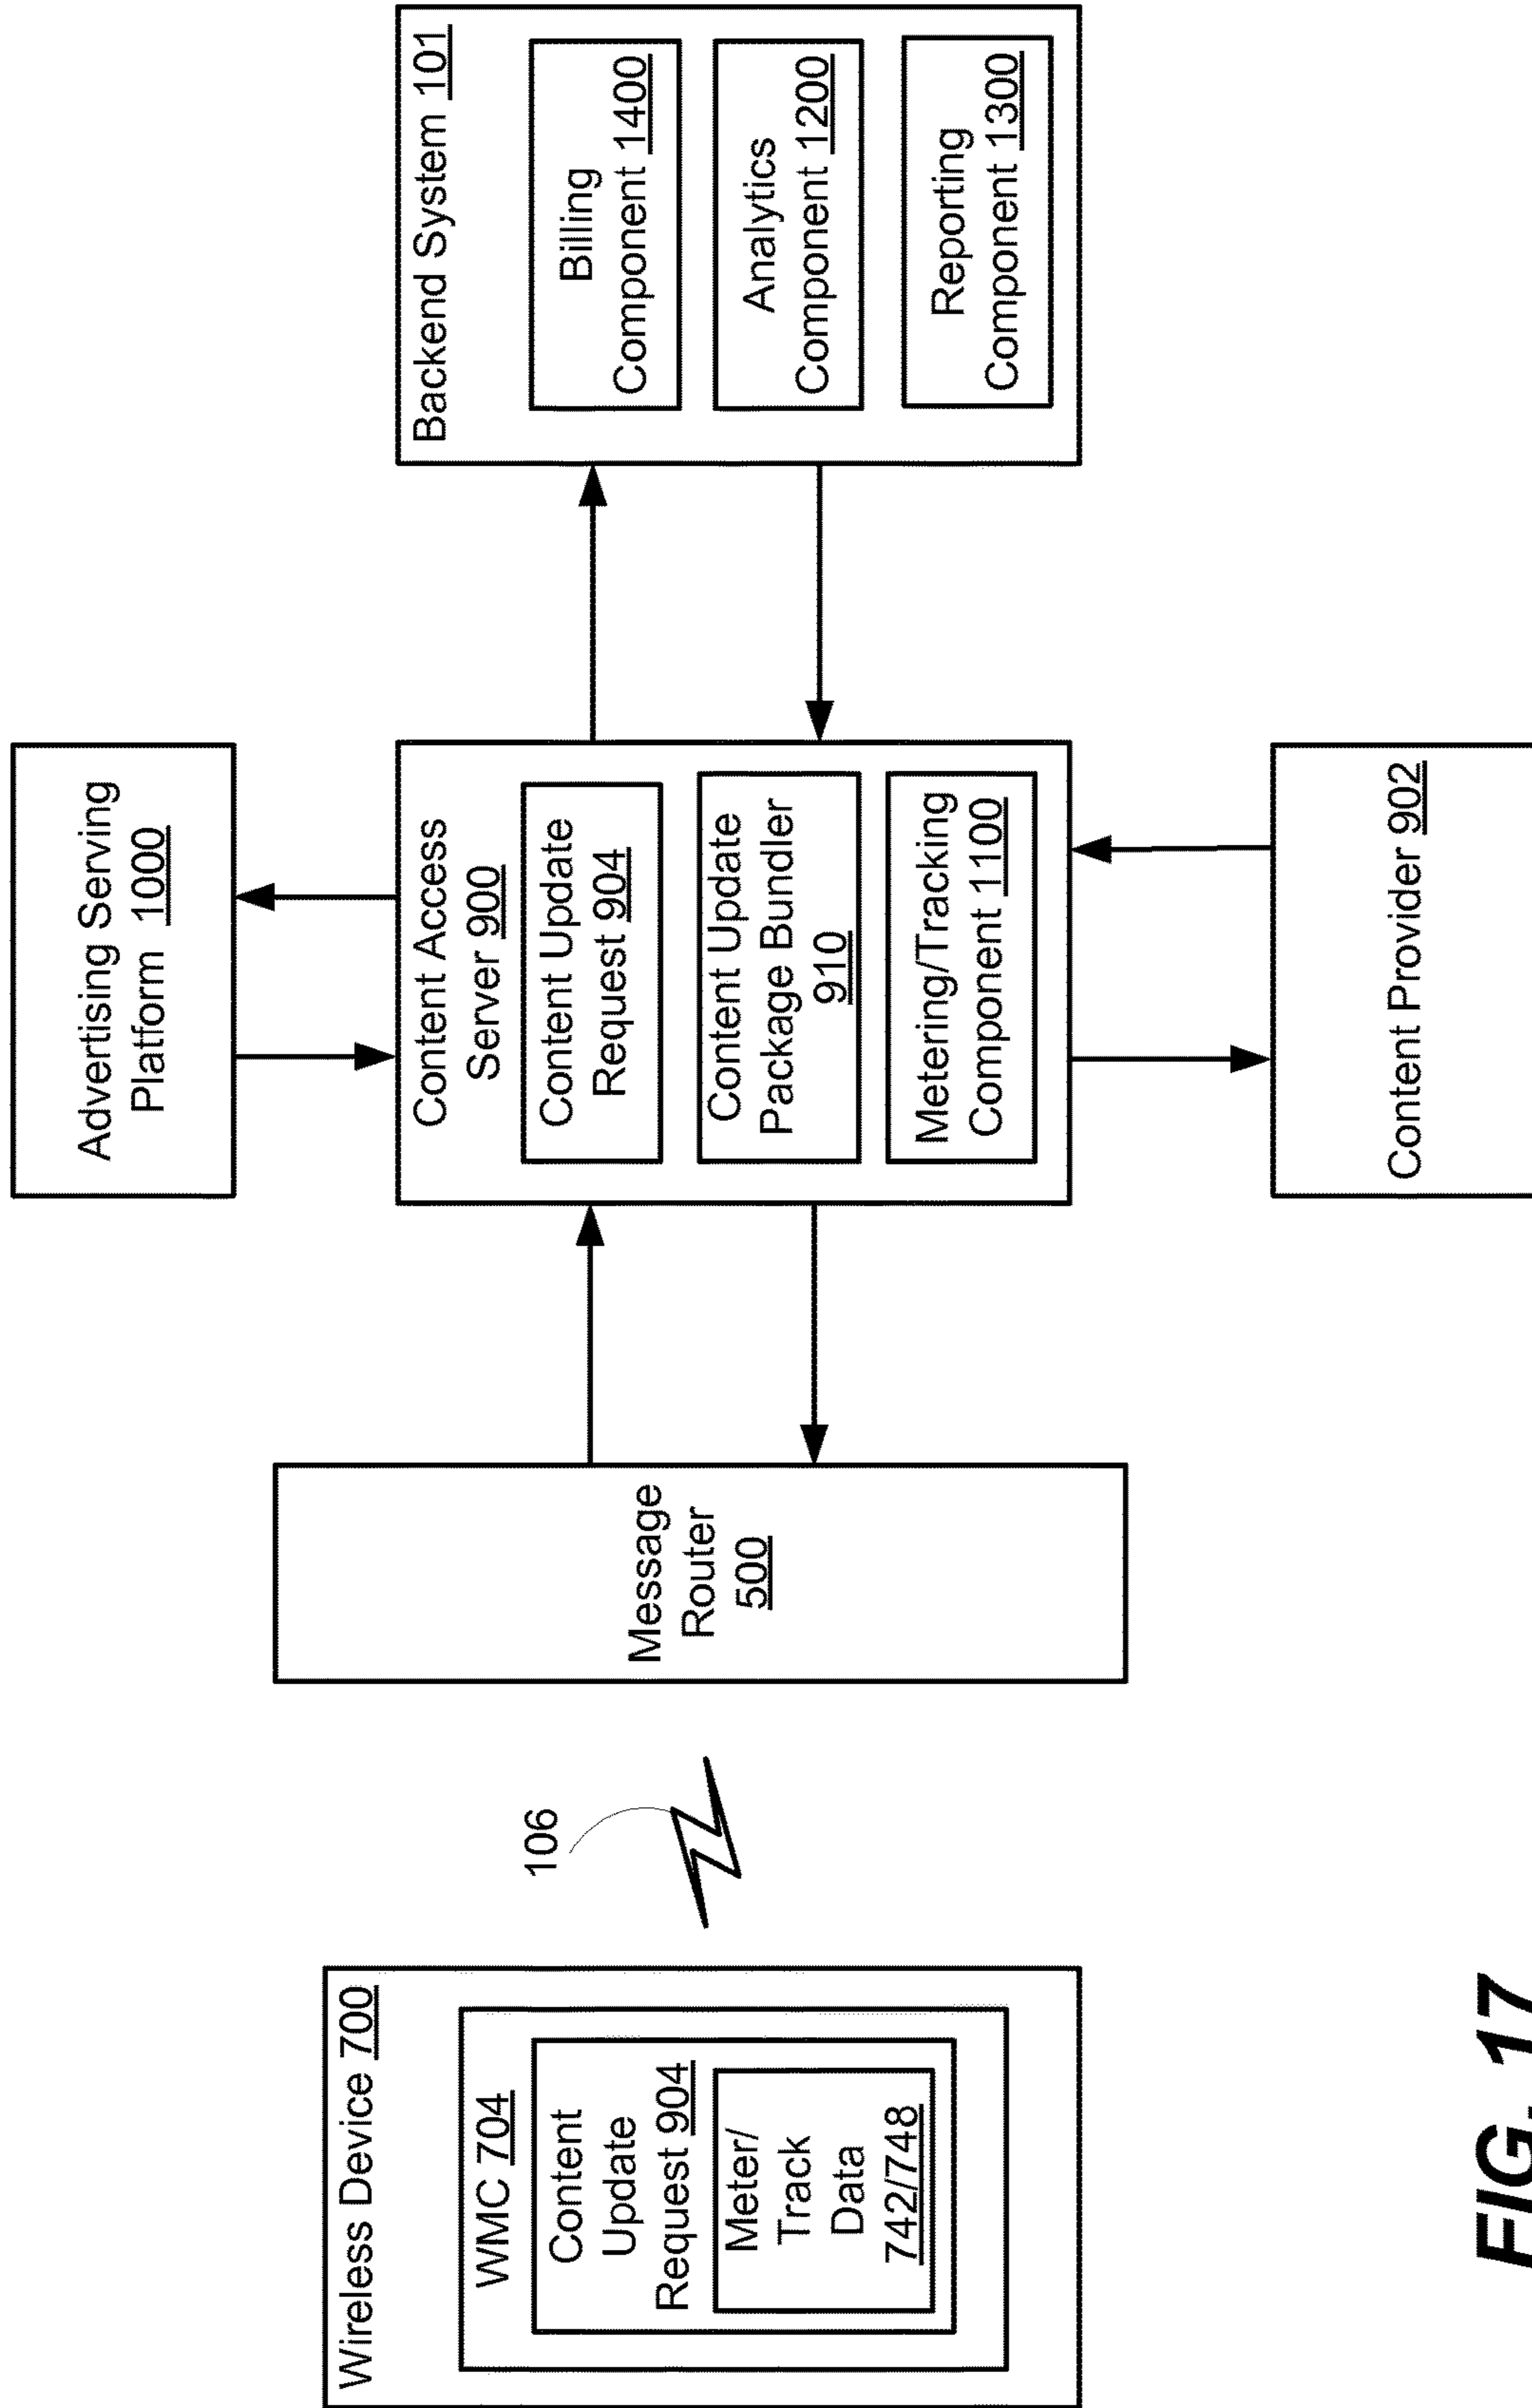 Wireless Device 700
WMC 704
Content
Update
Request 904
Meter/
Track
Data
742/748
106
Message
Router
500
Advertising Serving
Platform 1000
Content Access
Server 900
Content Update
Request 904
Content Update
Package Bundler
910
Metering/Tracking
Component 1100
Content Provider 902
Backend System 101
Billing
Component 1400
Analytics
Component 1200
Reporting
Component 1300
FIG. 17